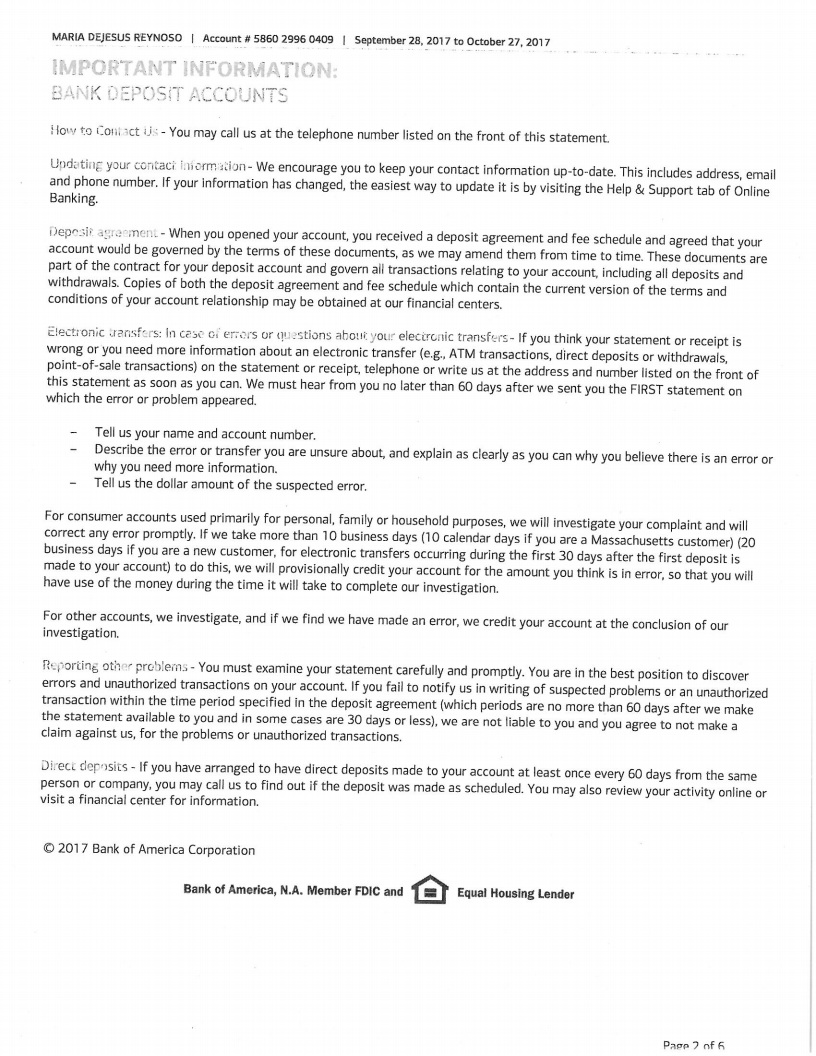 MARIA DEJESUS REYNOSO | Account # 5860 2996 0409 | September 28, 2017 to October 27, 2017
IMPORTANT INFORMATION:
BANK DEPOSIT ACCOUNTS
How to Contact Us - You may call us at the telephone number listed on the front of this statement.
Updating your contact information - We encourage you to keep your contact information up-to-date. This includes address, email
and phone number. If your information has changed, the easiest way to update it is by visiting the Help & Support tab of Online
Banking.
Deposit agreement - When you opened your account, you received a deposit agreement and fee schedule and agreed that your
account would be governed by the terms of these documents, as we may amend them from time to time. These documents are
part of the contract for your deposit account and govern all transactions relating to your account, including all deposits and
withdrawals. Copies of both the deposit agreement and fee schedule which contain the current version of the terms and
conditions of your account relationship may be obtained at our financial centers.
Electronic transfers: In case of errors or questions about your electronic transfers - If you think your statement or receipt is
wrong or you need more information about an electronic transfer (e.g., ATM transactions, direct deposits or withdrawals,
point-of-sale transactions) on the statement or receipt, telephone or write us at the address and number listed on the front of
this statement as soon as you can. We must hear from you no later than 60 days after we sent you the FIRST statement on
which the error or problem appeared.
- Tell us your name and account number.
- Describe the error or transfer you are unsure about, and explain as clearly as you can why you believe there is an error or
why you need more information.
- Tell us the dollar amount of the suspected error.
For consumer accounts used primarily for personal, family or household purposes, we will investigate your complaint and will
correct any error promptly. If we take more than 10 business days (10 calendar days if you are a Massachusetts customer) (20
business days if you are a new customer, for electronic transfers occurring during the first 30 days after the first deposit is
made to your account) to do this, we will provisionally credit your account for the amount you think is in error, so that you will
have use of the money during the time it will take to complete our investigation.
For other accounts, we investigate, and if we find we have made an error, we credit your account at the conclusion of our
investigation.
Reporting other problems - You must examine your statement carefully and promptly. You are in the best position to discover
errors and unauthorized transactions on your account. If you fail to notify us in writing of suspected problems or an unauthorized
transaction within the time period specified in the deposit agreement (which periods are no more than 60 days after we make
the statement available to you and in some cases are 30 days or less), we are not liable to you and you agree to not make a
claim against us, for the problems or unauthorized transactions.
Direct deposits - If you have arranged to have direct deposits made to your account at least once every 60 days from the same
person or company, you may call us to find out if the deposit was made as scheduled. You may also review your activity online or
visit a financial center for information.
© 2017 Bank of America Corporation
Bank of America, N.A. Member FDIC and Equal Housing Lender
Page 2 of 6